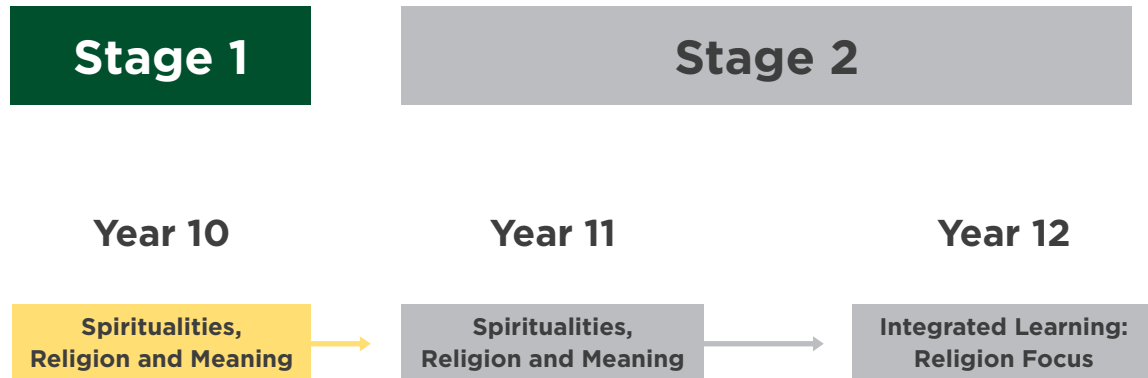 Stage 1
Stage 2
Year 10
Year 11
Year 12
Spiritualities,
Religion and Meaning
Spiritualities,
Religion and Meaning
Integrated Learning:
Religion Focus